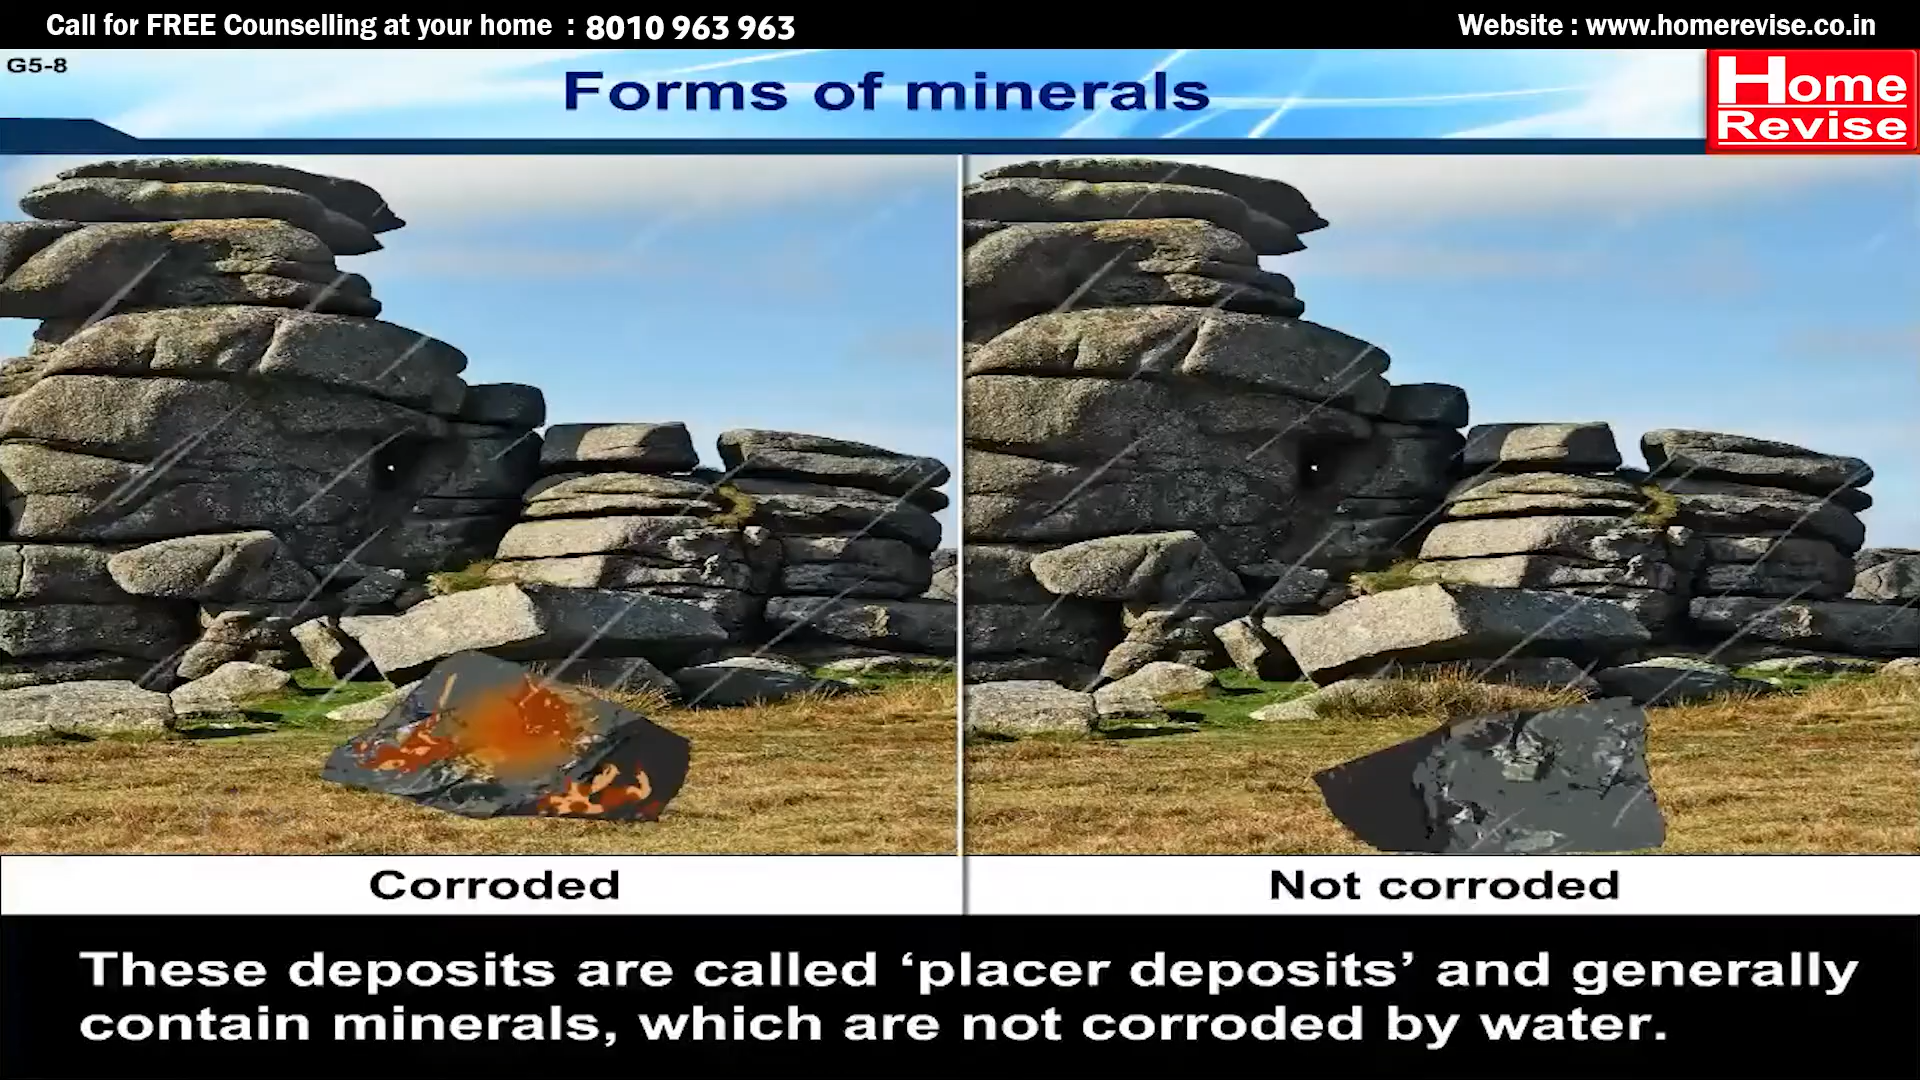 Call for FREE Counselling at your home : 8010 963 963
Website : www.homerevise.co.in
G5-8
Forms of minerals
Home
Revise
Corroded
Not corroded
These deposits are called ‘placer deposits’ and generally
contain minerals, which are not corroded by water.